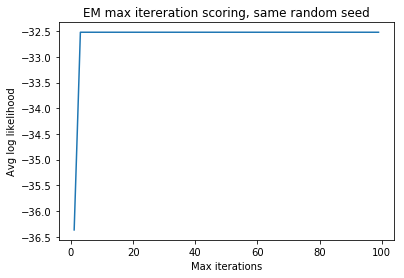 EM max itereration scoring, same random seed
−32.5
−33.0
−33.5
−34.0
−34.5
−35.0
−35.5
−36.0
−36.5
Avg log likelihood
0 20 40 60 80 100
Max iterations